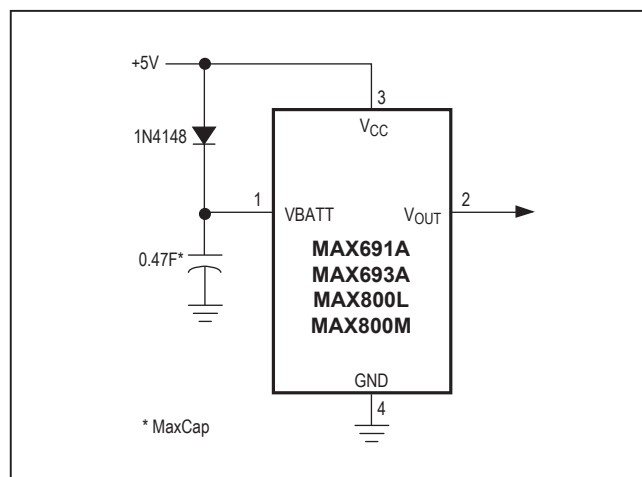 +5V
3
VCC
1N4148
1
VBATT
VOUT
2
0.47F*
MAX691A
MAX693A
MAX800L
MAX800M
GND
4
* MaxCap